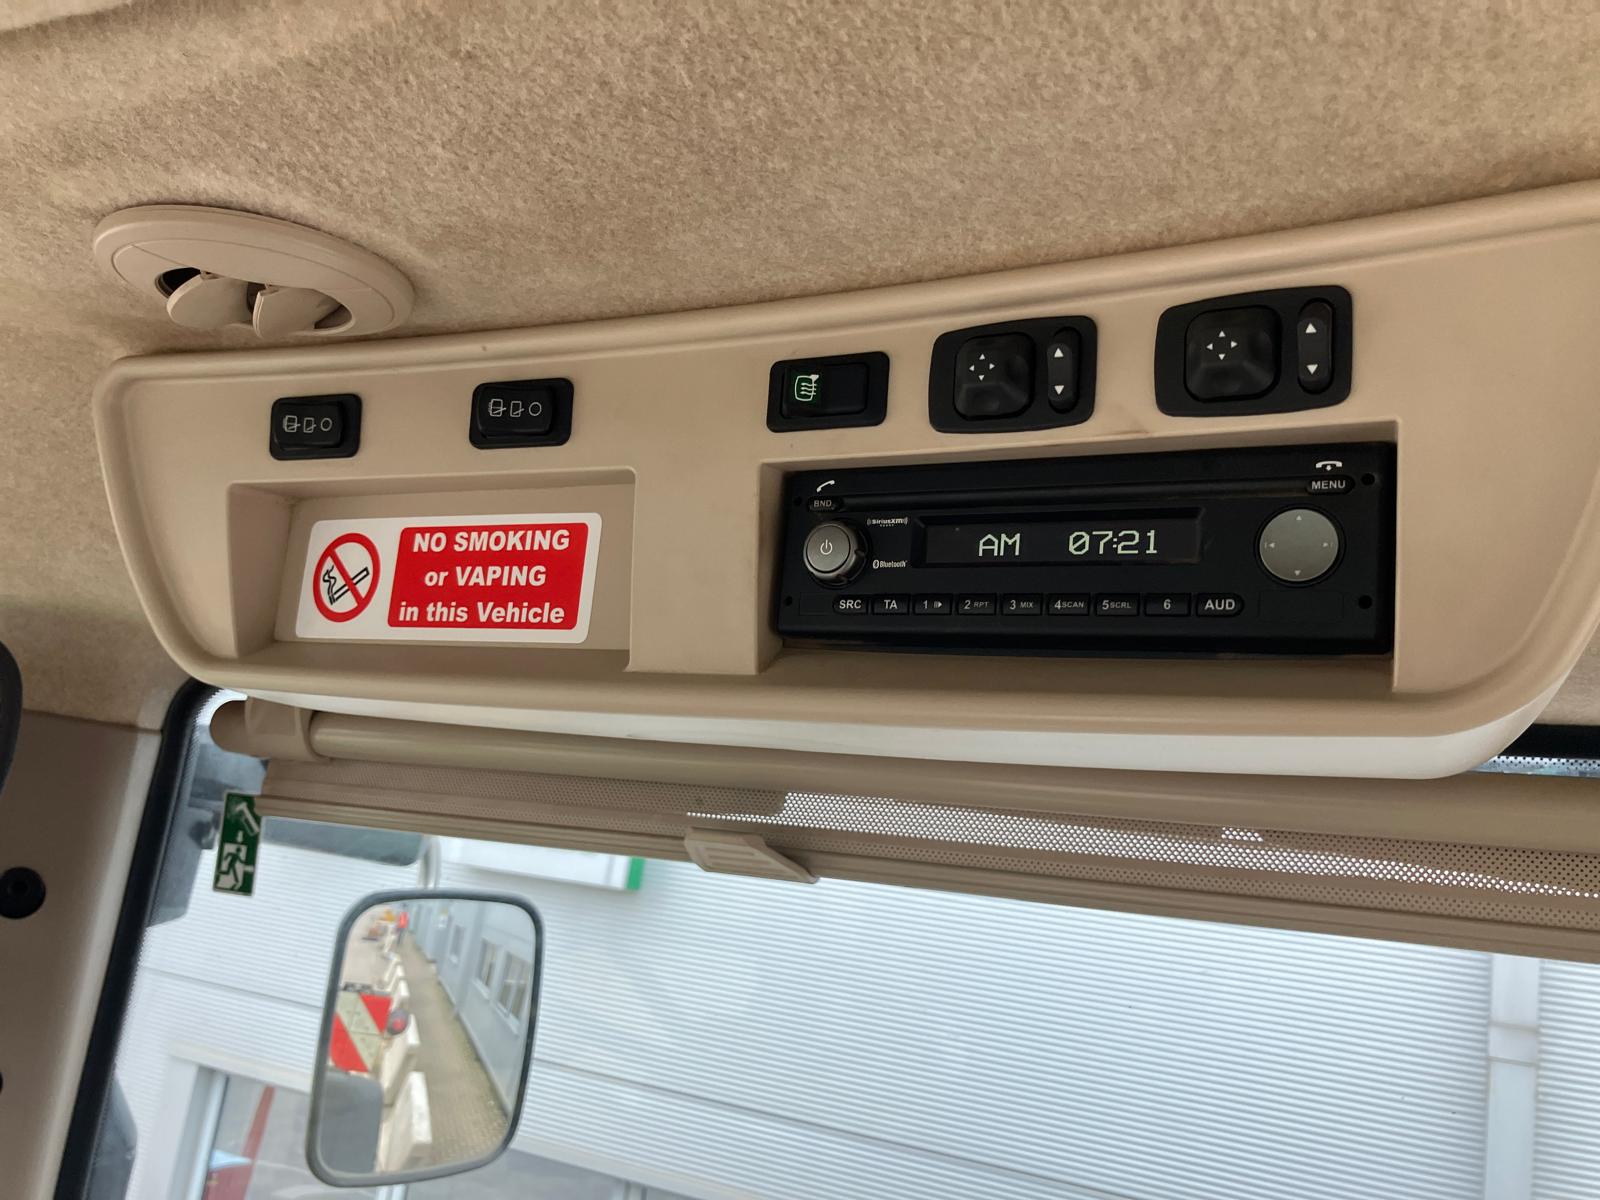 NO SMOKING
or VAPING
in this Vehicle
BND
MENU
((SiriusXM))
Bluetooth
AM 07:21
SRC TA 1 2 RPT 3 MIX 4 SCAN 5 SCRL 6 AUD